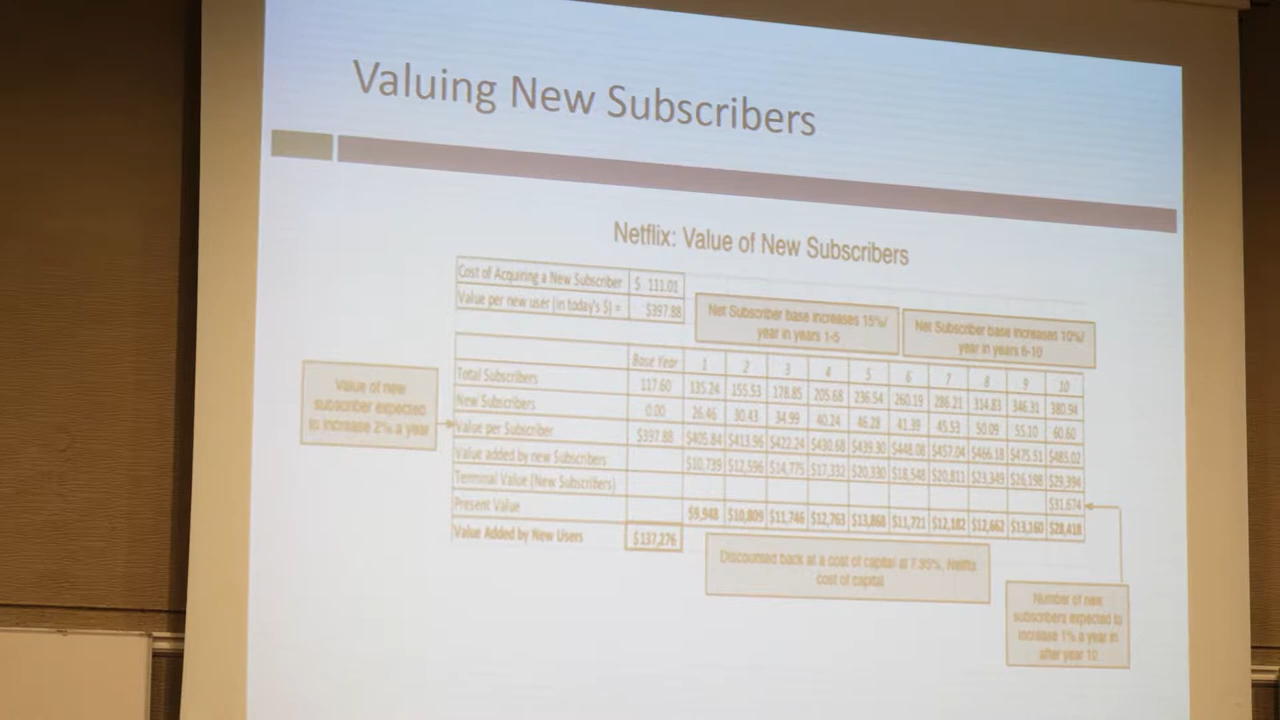 Valuing New Subscribers
Netflix: Value of New Subscribers
Cost of Acquiring a New Subscriber $ 111.01
Value per new user (in today's $) = $397.88
Net Subscriber base increases 15%/
year in years 1-5
Net Subscriber base increases 10%/
year in years 6-10
Value of new
subscriber expected
to increase 2% a year
Base Year 1 2 3 4 5 6 7 8 9 10
Total Subscribers 117.60 135.24 155.53 178.85 205.68 236.54 260.19 286.21 314.83 346.31 380.94
New Subscribers 0.00 26.46 30.43 34.99 40.24 46.28 41.39 45.53 50.09 55.10 60.60
Value per Subscriber $397.88 $405.84 $413.96 $422.24 $430.68 $439.30 $448.08 $457.04 $466.18 $475.51 $485.02
Value added by new Subscribers $10,739 $12,596 $14,775 $17,332 $20,330 $18,548 $20,811 $23,349 $26,198 $29,394
Terminal Value (New Subscribers) $31,674
Present Value $9,948 $10,809 $11,746 $12,763 $13,868 $11,721 $12,182 $12,662 $13,160 $28,418
Value Added by New Users $137,276
Discounted back at a cost of capital at 7.95%, Netflix
cost of capital
Number of new
subscribers expected to
increase 1% a year in
after year 10